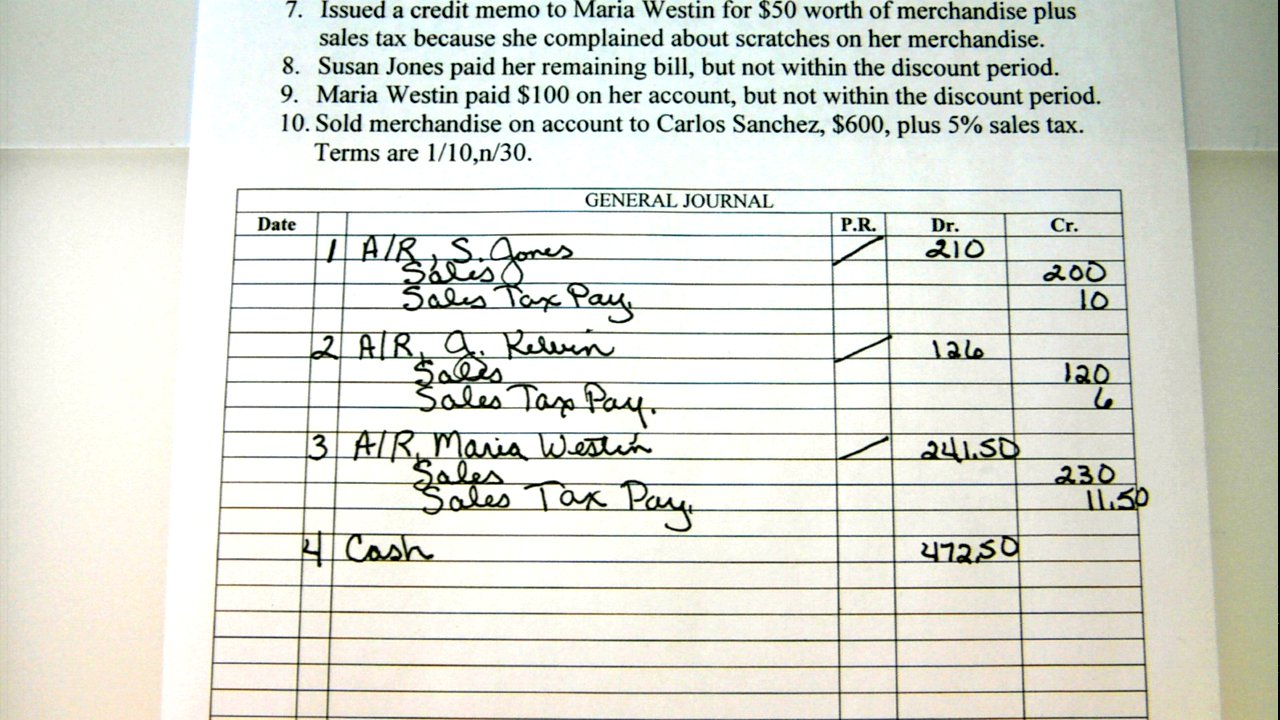 7. Issued a credit memo to Maria Westin for $50 worth of merchandise plus
sales tax because she complained about scratches on her merchandise.
8. Susan Jones paid her remaining bill, but not within the discount period.
9. Maria Westin paid $100 on her account, but not within the discount period.
10. Sold merchandise on account to Carlos Sanchez, $600, plus 5% sales tax.
Terms are 1/10,n/30.
GENERAL JOURNAL
Date P.R. Dr. Cr.
1 A/R, S. Jones 210
Sales 200
Sales Tax Pay. 10
2 A/R, J. Kelvin 126
Sales 120
Sales Tax Pay. 6
3 A/R, Maria Westin 241.50
Sales 230
Sales Tax Pay. 11.50
4 Cash 472.50